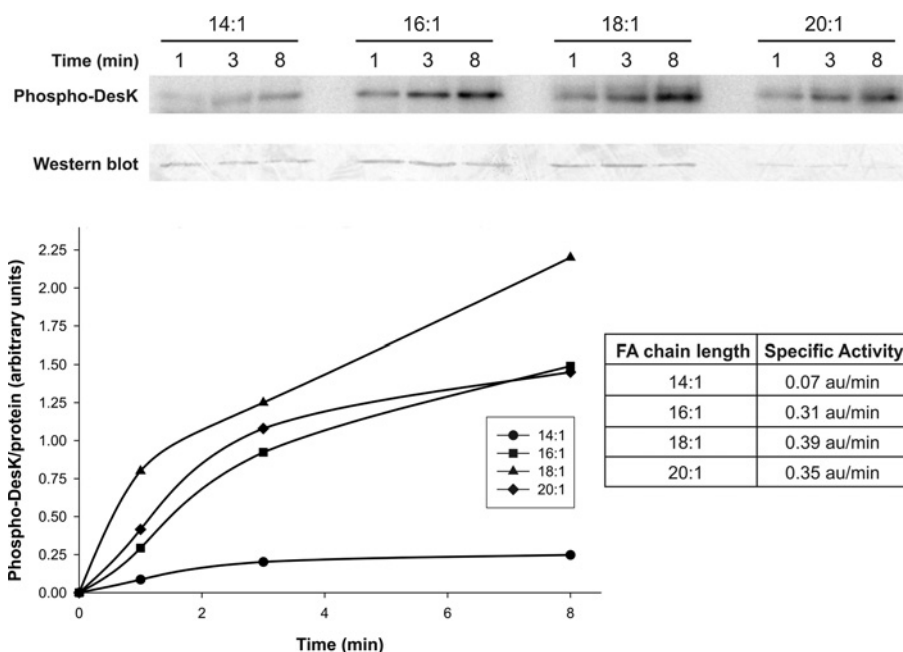 14:1 16:1 18:1 20:1
Time (min) 1 3 8 1 3 8 1 3 8 1 3 8
Phospho-DesK
Western blot
Phospho-DesK/protein (arbitrary units)
2.25
2.00
1.75
1.50
1.25
1.00
0.75
0.50
0.25
0.00
0 2 4 6 8
Time (min)
14:1
16:1
18:1
20:1
FA chain length Specific Activity
14:1 0.07 au/min
16:1 0.31 au/min
18:1 0.39 au/min
20:1 0.35 au/min